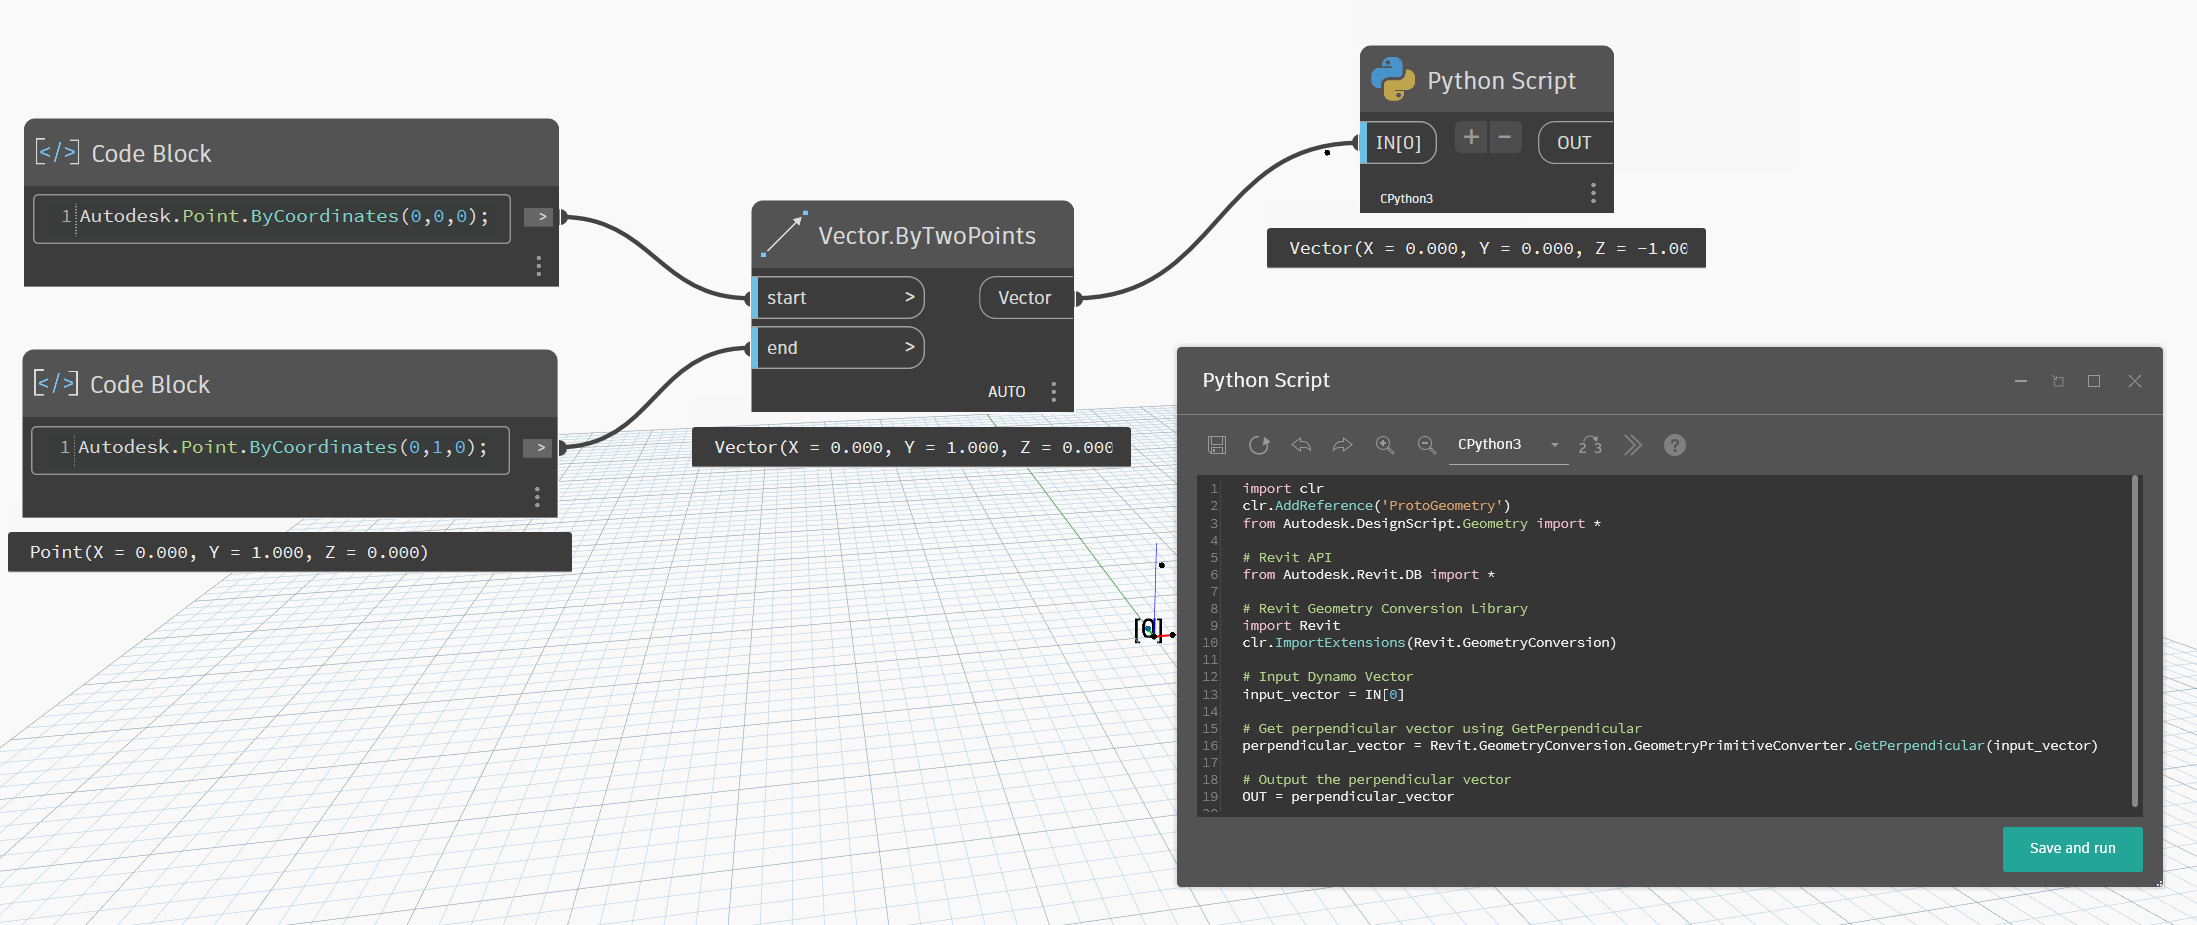 Code Block
1 Autodesk.Point.ByCoordinates(0,0,0);
>
Code Block
1 Autodesk.Point.ByCoordinates(0,1,0);
>
Point(X = 0.000, Y = 1.000, Z = 0.000)
Vector.ByTwoPoints
start >
Vector
end >
AUTO
Vector(X = 0.000, Y = 1.000, Z = 0.000
Python Script
IN[0] + − OUT
CPython3
Vector(X = 0.000, Y = 0.000, Z = -1.00
[0]
Python Script
CPython3
2 3
?
1 import clr
2 clr.AddReference('ProtoGeometry')
3 from Autodesk.DesignScript.Geometry import *
4
5 # Revit API
6 from Autodesk.Revit.DB import *
7
8 # Revit Geometry Conversion Library
9 import Revit
10 clr.ImportExtensions(Revit.GeometryConversion)
11
12 # Input Dynamo Vector
13 input_vector = IN[0]
14
15 # Get perpendicular vector using GetPerpendicular
16 perpendicular_vector = Revit.GeometryConversion.GeometryPrimitiveConverter.GetPerpendicular(input_vector)
17
18 # Output the perpendicular vector
19 OUT = perpendicular_vector
20
Save and run